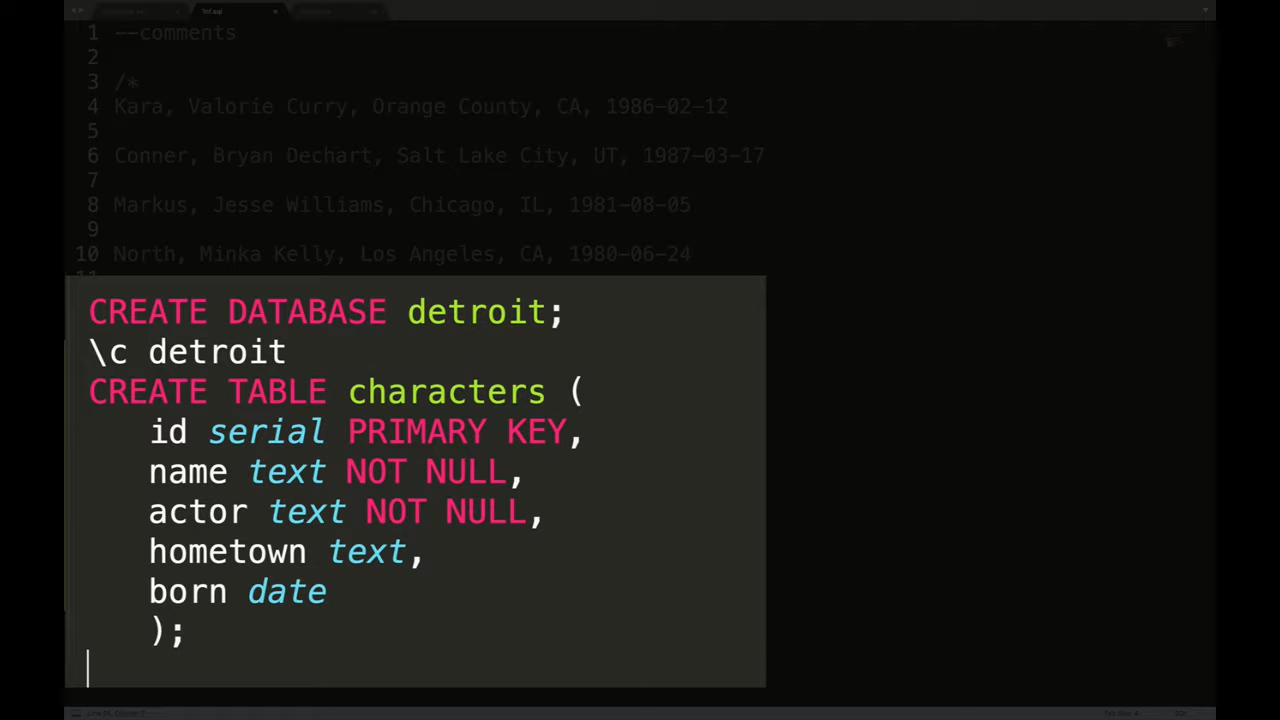 1 --comments
2
3 /*
4 Kara, Valorie Curry, Orange County, CA, 1986-02-12
5
6 Conner, Bryan Dechart, Salt Lake City, UT, 1987-03-17
7
8 Markus, Jesse Williams, Chicago, IL, 1981-08-05
9
10 North, Minka Kelly, Los Angeles, CA, 1980-06-24
11
CREATE DATABASE detroit;
\c detroit
CREATE TABLE characters (
id serial PRIMARY KEY,
name text NOT NULL,
actor text NOT NULL,
hometown text,
born date
);